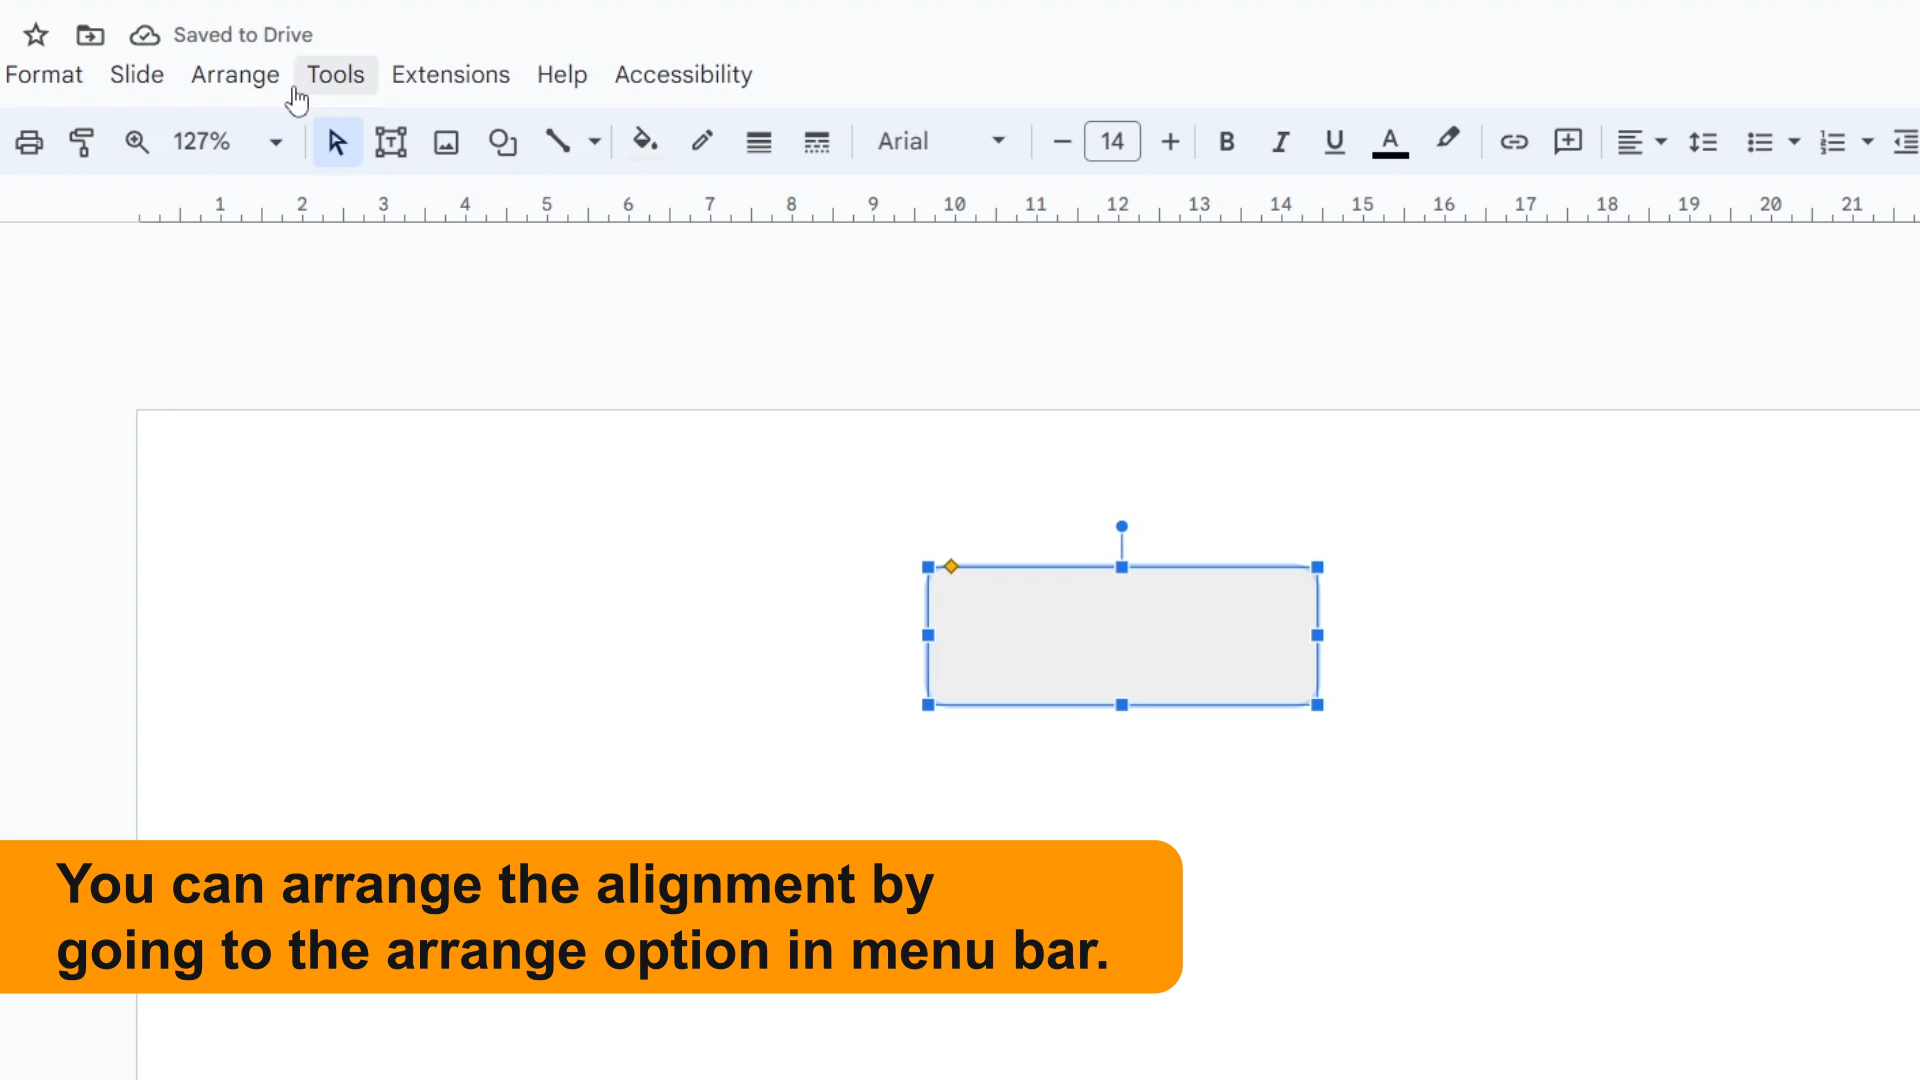 Saved to Drive
Format Slide Arrange Tools Extensions Help Accessibility
127% Arial 14 B I U A
1 2 3 4 5 6 7 8 9 10 11 12 13 14 15 16 17 18 19 20 21
You can arrange the alignment by
going to the arrange option in menu bar.